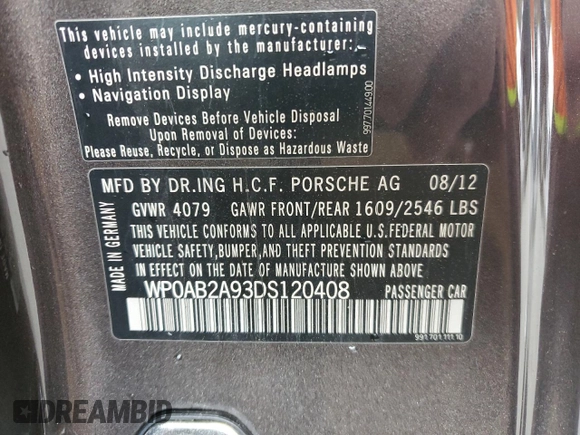 This vehicle may include mercury-containing
devices installed by the manufacturer:
• High Intensity Discharge Headlamps
• Navigation Display
Remove Devices Before Vehicle Disposal
Upon Removal of Devices:
Please Reuse, Recycle, or Dispose as Hazardous Waste
99770144900
MFD BY DR.ING H.C.F. PORSCHE AG 08/12
GVWR 4079 GAWR FRONT/REAR 1609/2546 LBS
THIS VEHICLE CONFORMS TO ALL APPLICABLE U.S.FEDERAL MOTOR
VEHICLE SAFETY,BUMPER,AND THEFT PREVENTION STANDARDS
IN EFFECT ON THE DATE OF MANUFACTURE SHOWN ABOVE.
WP0AB2A93DS120408 PASSENGER CAR
MADE IN GERMANY
99170111110
DREAMBID